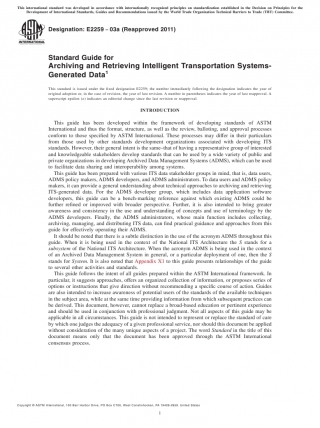 This international standard was developed in accordance with internationally recognized principles on standardization established in the Decision on Principles for the
Development of International Standards, Guides and Recommendations issued by the World Trade Organization Technical Barriers to Trade (TBT) Committee.
Designation: E2259 − 03a (Reapproved 2011)
INTERNATIONAL
Standard Guide for
Archiving and Retrieving Intelligent Transportation Systems-
Generated Data1
This standard is issued under the fixed designation E2259; the number immediately following the designation indicates the year of
original adoption or, in the case of revision, the year of last revision. A number in parentheses indicates the year of last reapproval. A
superscript epsilon (ε) indicates an editorial change since the last revision or reapproval.
INTRODUCTION
This guide has been developed within the framework of developing standards of ASTM
International and thus the format, structure, as well as the review, balloting, and approval processes
conform to those specified by ASTM International. These processes may differ in their particulars
from those used by other standards development organizations associated with developing ITS
standards. However, their general intent is the same–that of having a representative group of interested
and knowledgeable stakeholders develop standards that can be used by a wide variety of public and
private organizations in developing Archived Data Management Systems (ADMS), which can be used
to facilitate data sharing and interoperability among systems.
This guide has been prepared with various ITS data stakeholder groups in mind; that is, data users,
ADMS policy makers, ADMS developers, and ADMS administrators. To data users and ADMS policy
makers, it can provide a general understanding about technical approaches to archiving and retrieving
ITS-generated data. For the ADMS developer group, which includes data application software
developers, this guide can be a bench-marking reference against which existing ADMS could be
further refined or improved with broader perspective. Further, it is also intended to bring greater
awareness and consistency in the use and understanding of concepts and use of terminology by the
ADMS developers. Finally, the ADMS administrators, whose main functions includes collecting,
archiving, managing, and distributing ITS data, can find practical guidance and approaches from this
guide for effectively operating their ADMS.
It should be noted that there is a subtle distinction in the use of the acronym ADMS throughout this
guide. When it is being used in the context of the National ITS Architecture the S stands for a
subsystem of the National ITS Architecture. When the acronym ADMS is being used in the context
of an Archived Data Management System in general, or a particular deployment of one, then the S
stands for System. It is also noted that Appendix X1 to this guide presents relationships of the guide
to several other activities and standards.
This guide follows the intent of all guides prepared within the ASTM International framework. In
particular, it suggests approaches, offers an organized collection of information, or proposes series of
options or instructions that give direction without recommending a specific course of action. Guides
are also intended to increase awareness of potential users of the standards of the available techniques
in the subject area, while at the same time providing information from which subsequent practices can
be derived. This document, however, cannot replace a broad-based education or pertinent experience
and should be used in conjunction with professional judgment. Not all aspects of this guide may be
applicable in all circumstances. This guide is not intended to represent or replace the standard of care
by which one judges the adequacy of a given professional service, nor should this document be applied
without consideration of the many unique aspects of a project. The word Standard in the title of this
document means only that the document has been approved through the ASTM International
consensus process.
Copyright © ASTM International, 100 Barr Harbor Drive, PO Box C700, West Conshohocken, PA 19428-2959. United States
1